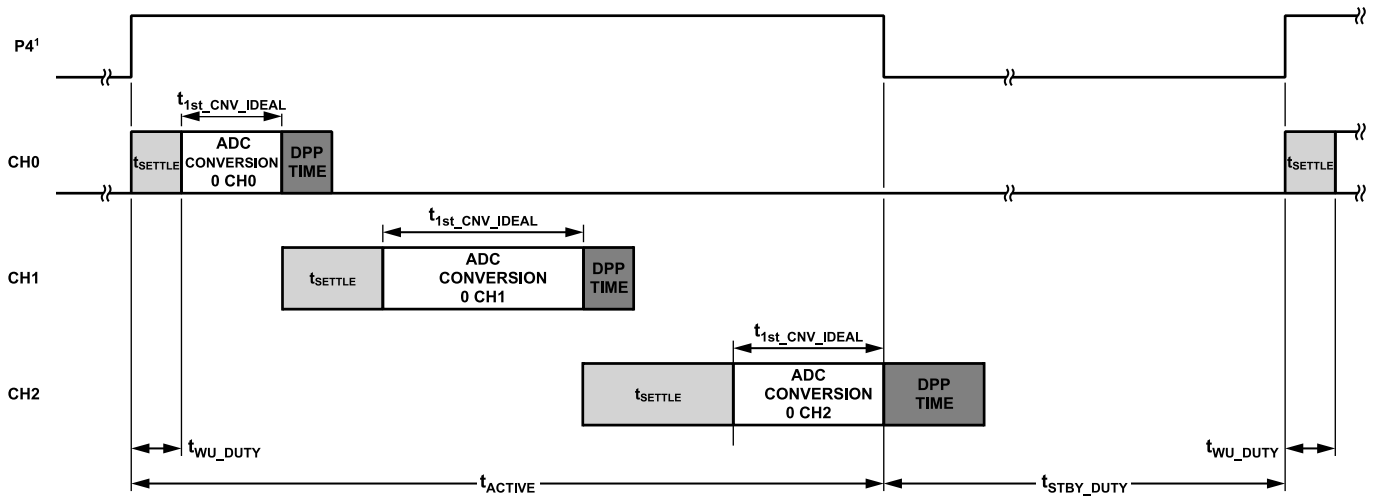 P4¹
t1st_CNV_IDEAL
CH0
tSETTLE
ADC
CONVERSION
0 CH0
DPP
TIME
tSETTLE
t1st_CNV_IDEAL
CH1
tSETTLE
ADC
CONVERSION
0 CH1
DPP
TIME
t1st_CNV_IDEAL
CH2
tSETTLE
ADC
CONVERSION
0 CH2
DPP
TIME
tWU_DUTY
tWU_DUTY
tACTIVE
tSTBY_DUTY